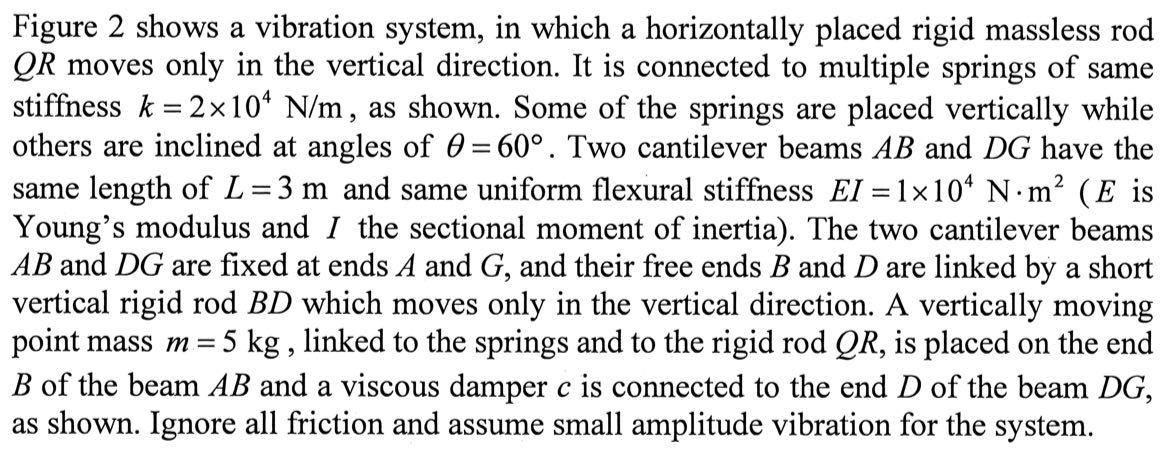 Figure 2 shows a vibration system, in which a horizontally placed rigid massless rod
QR moves only in the vertical direction. It is connected to multiple springs of same
stiffness k = 2×10⁴ N/m, as shown. Some of the springs are placed vertically while
others are inclined at angles of θ = 60°. Two cantilever beams AB and DG have the
same length of L = 3 m and same uniform flexural stiffness EI = 1×10⁴ N·m² (E is
Young's modulus and I the sectional moment of inertia). The two cantilever beams
AB and DG are fixed at ends A and G, and their free ends B and D are linked by a short
vertical rigid rod BD which moves only in the vertical direction. A vertically moving
point mass m = 5 kg, linked to the springs and to the rigid rod QR, is placed on the end
B of the beam AB and a viscous damper c is connected to the end D of the beam DG,
as shown. Ignore all friction and assume small amplitude vibration for the system.